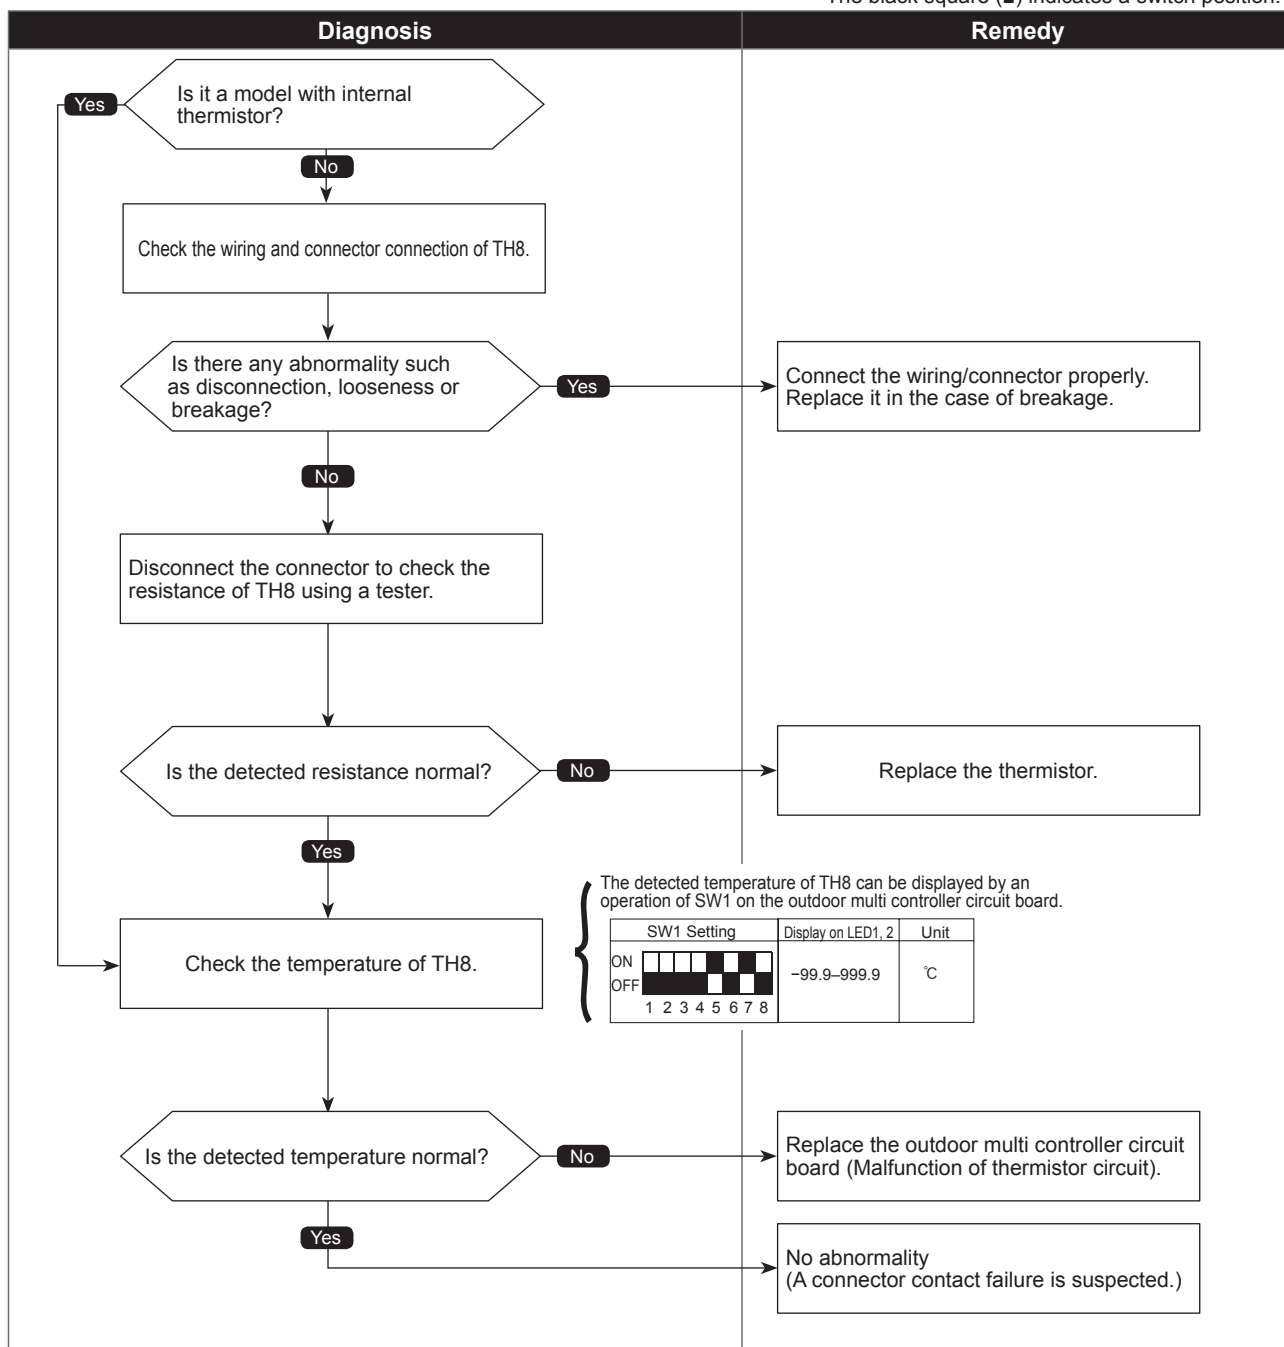 The black square (■) indicates a switch position.
Diagnosis
Remedy
Is it a model with internal
thermistor?
Yes
No
Check the wiring and connector connection of TH8.
Is there any abnormality such
as disconnection, looseness or
breakage?
Yes
Connect the wiring/connector properly.
Replace it in the case of breakage.
No
Disconnect the connector to check the
resistance of TH8 using a tester.
Is the detected resistance normal?
No
Replace the thermistor.
Yes
The detected temperature of TH8 can be displayed by an
operation of SW1 on the outdoor multi controller circuit board.
SW1 Setting
Display on LED1, 2
Unit
ON
OFF
1 2 3 4 5 6 7 8
−99.9–999.9
℃
Check the temperature of TH8.
Is the detected temperature normal?
No
Replace the outdoor multi controller circuit
board (Malfunction of thermistor circuit).
Yes
No abnormality
(A connector contact failure is suspected.)